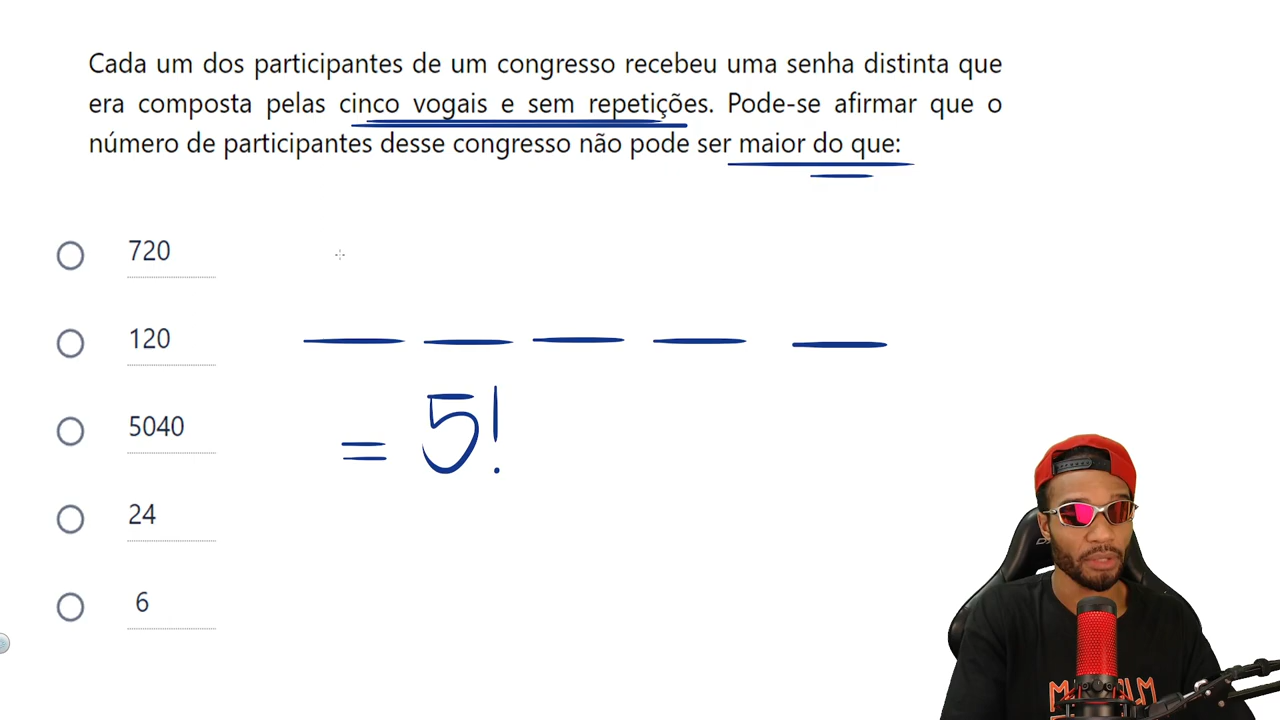 Cada um dos participantes de um congresso recebeu uma senha distinta que
era composta pelas cinco vogais e sem repetições. Pode-se afirmar que o
número de participantes desse congresso não pode ser maior do que:
720
120
5040
24
6
= 5!